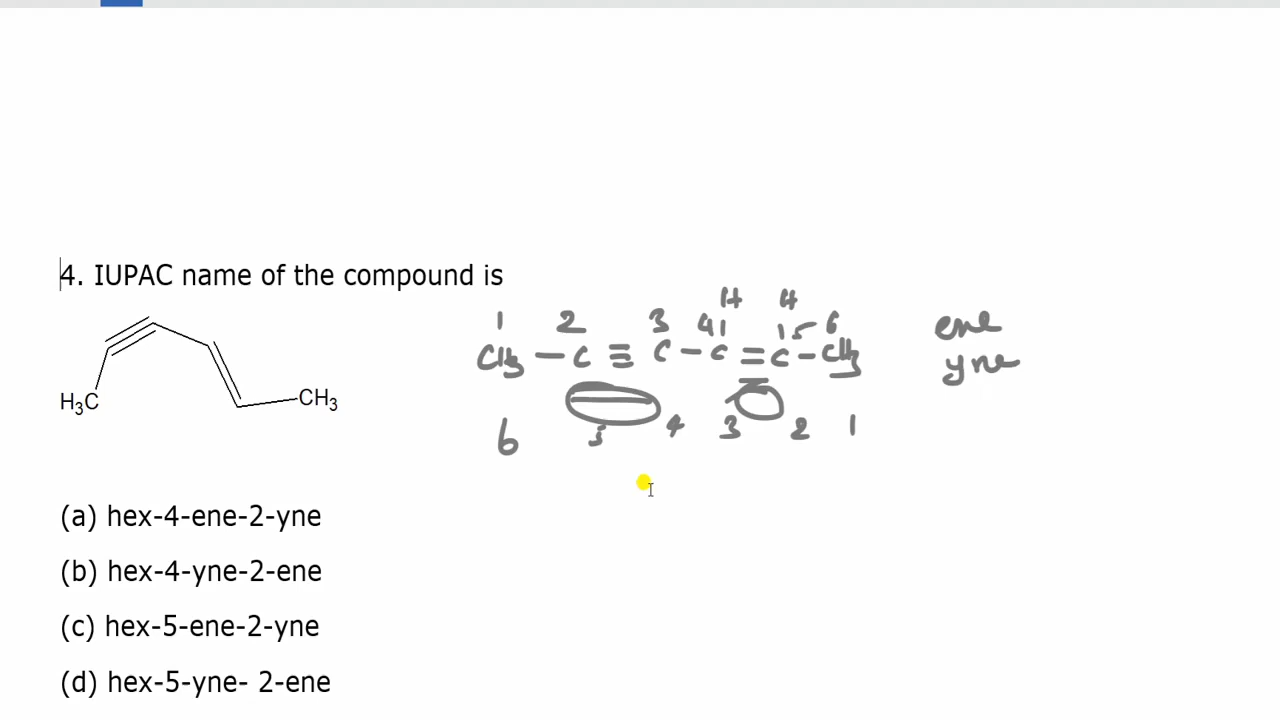 4. IUPAC name of the compound is
H H
1 2 3 4 5 6
CH3 — C ≡ C — C = C — CH3
6 5 4 3 2 1
ene
yne
H3C
CH3
(a) hex-4-ene-2-yne
(b) hex-4-yne-2-ene
(c) hex-5-ene-2-yne
(d) hex-5-yne- 2-ene